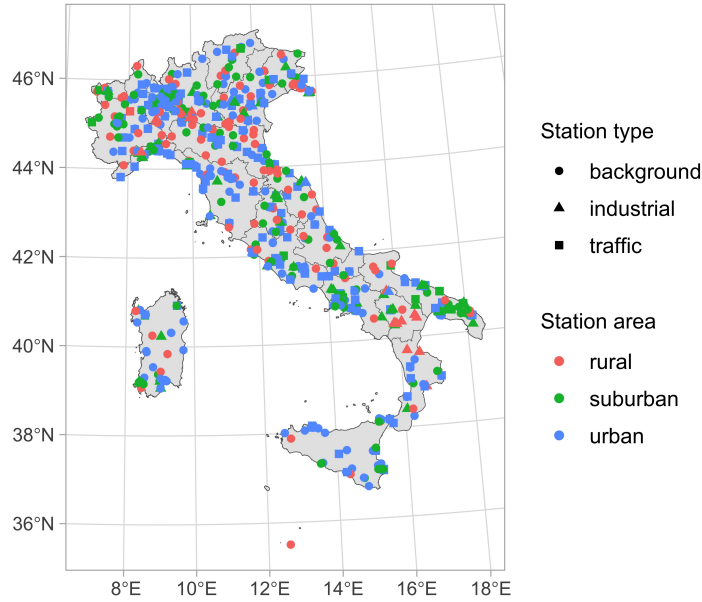 46°N
44°N
42°N
40°N
38°N
36°N
8°E 10°E 12°E 14°E 16°E 18°E
Station type
background
industrial
traffic
Station area
rural
suburban
urban